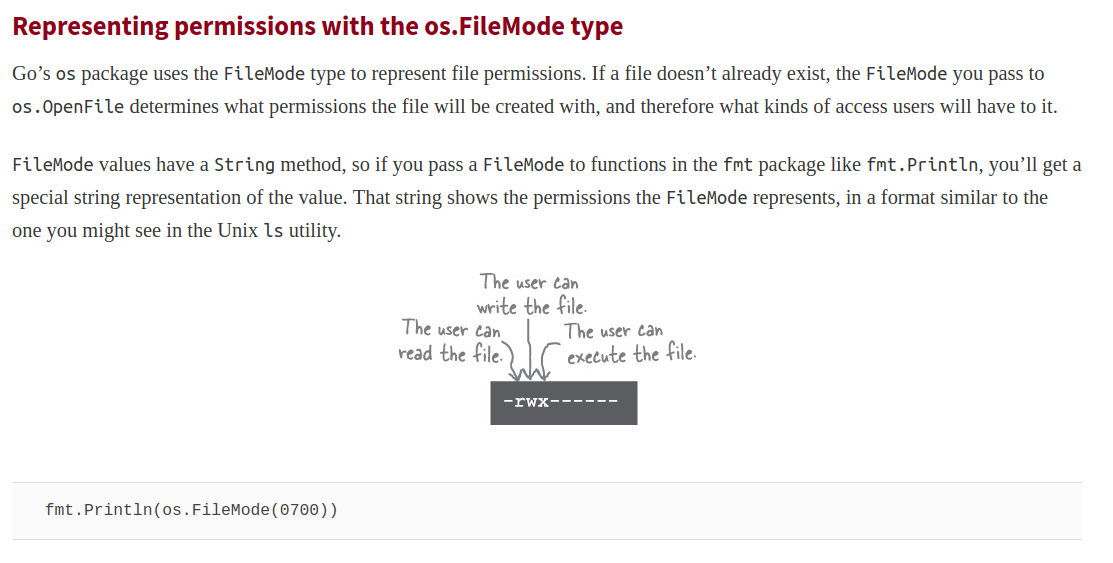 Representing permissions with the os.FileMode type
Go’s os package uses the FileMode type to represent file permissions. If a file doesn’t already exist, the FileMode you pass to
os.OpenFile determines what permissions the file will be created with, and therefore what kinds of access users will have to it.
FileMode values have a String method, so if you pass a FileMode to functions in the fmt package like fmt.Println, you’ll get a
special string representation of the value. That string shows the permissions the FileMode represents, in a format similar to the
one you might see in the Unix ls utility.
The user can
write the file.
The user can
read the file.
The user can
execute the file.
-rwx------
fmt.Println(os.FileMode(0700))